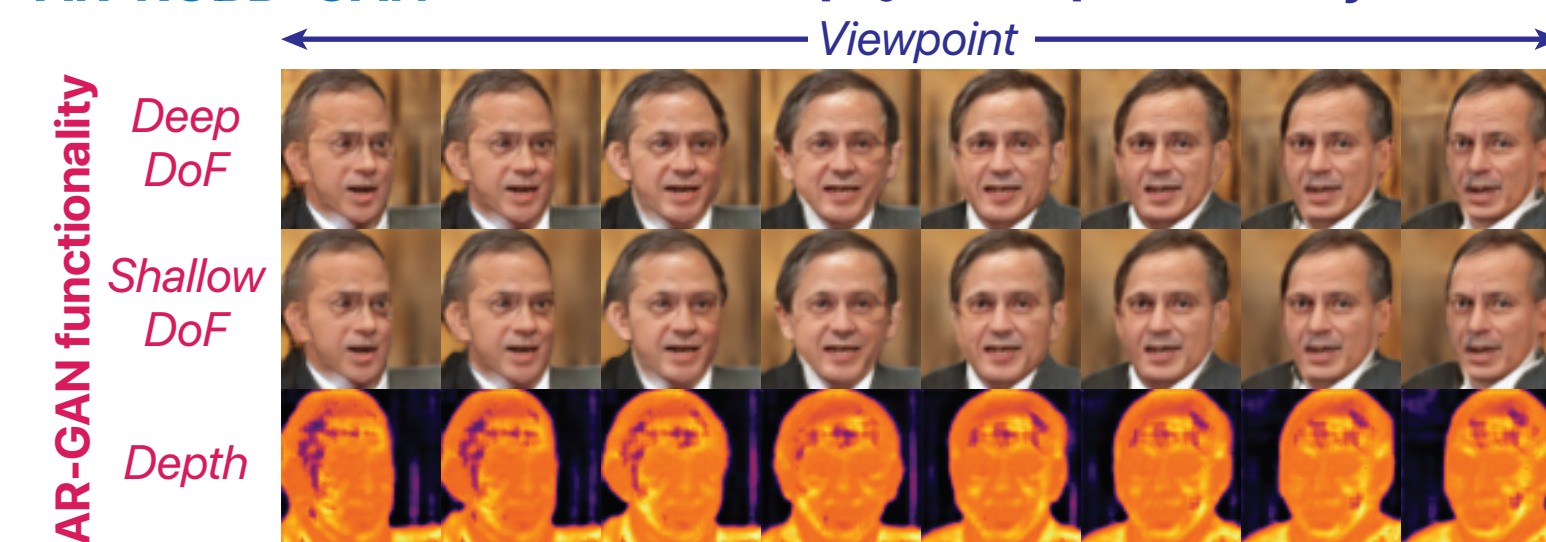 Viewpoint
AR-GAN functionality
Deep
DoF
Shallow
DoF
Depth